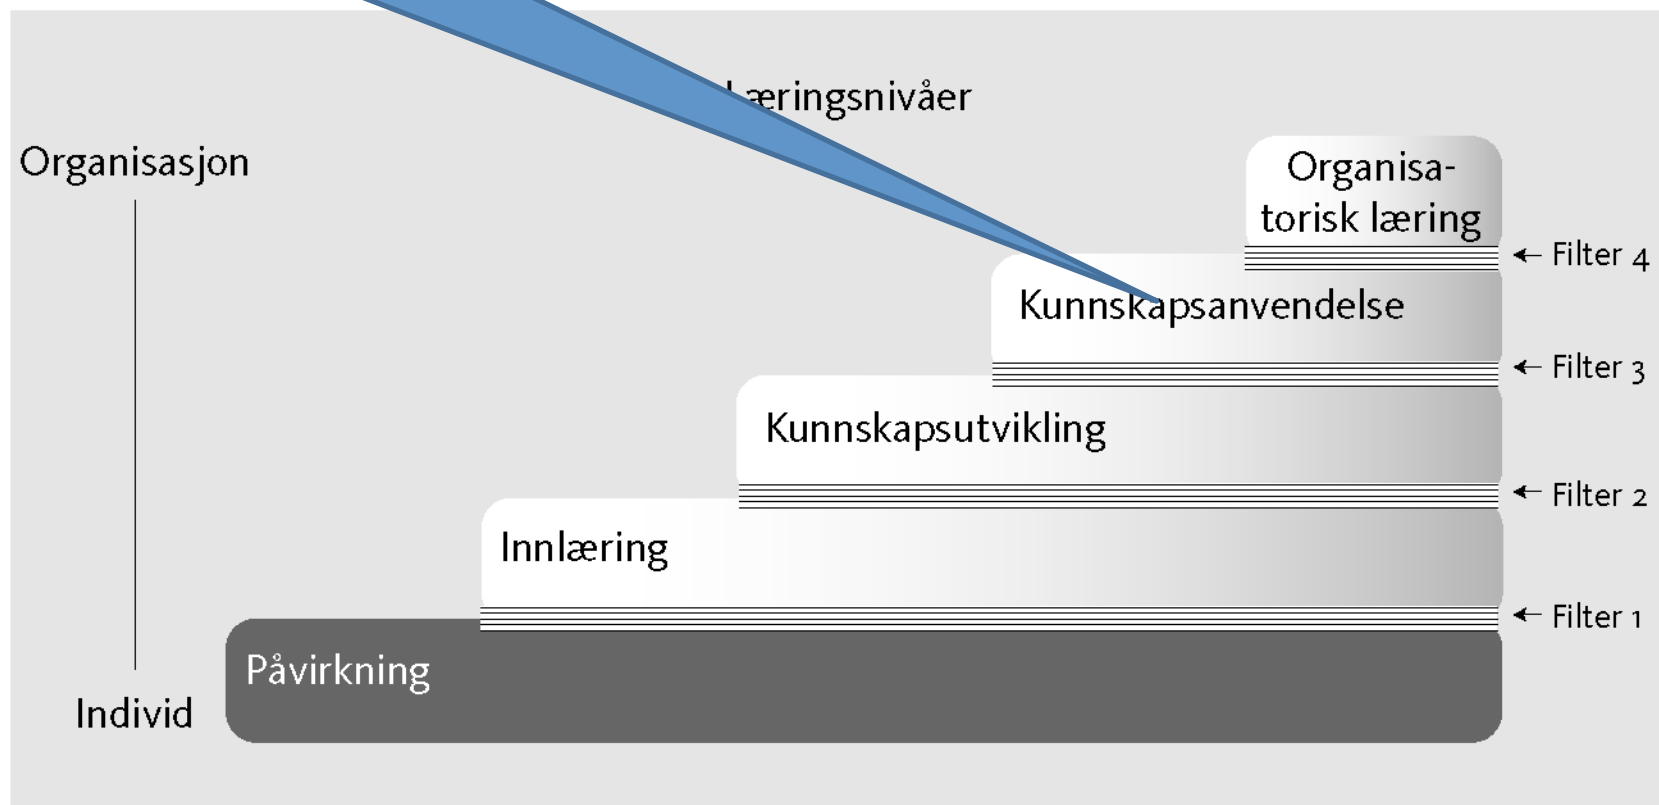 Læringsnivåer
Organisasjon
Organisa-
torisk læring
Filter 4
Kunnskapsanvendelse
Filter 3
Kunnskapsutvikling
Filter 2
Innlæring
Filter 1
Påvirkning
Individ